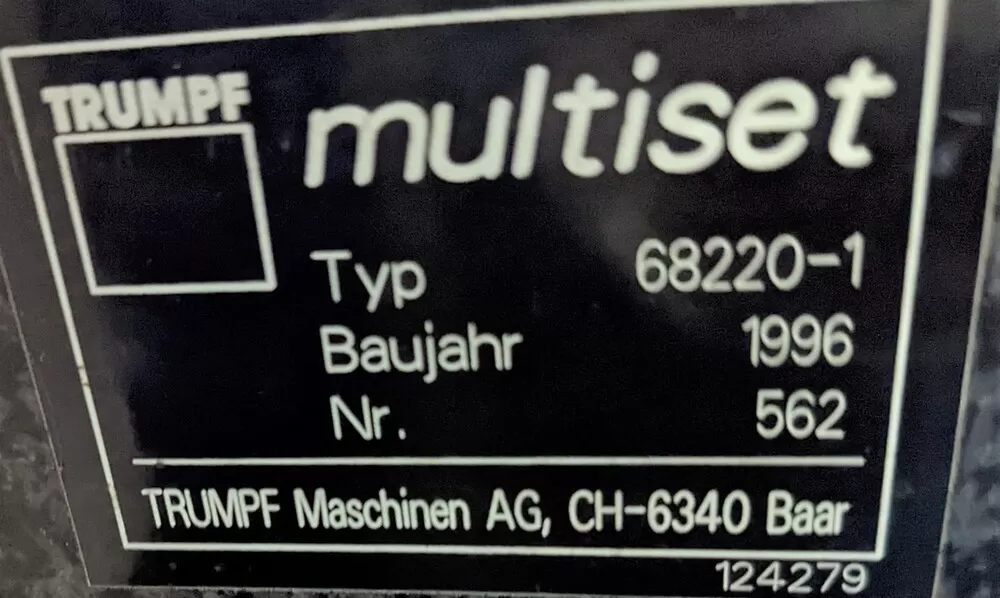 TRUMPF
multiset
Typ 68220-1
Baujahr 1996
Nr. 562
TRUMPF Maschinen AG, CH-6340 Baar
124279